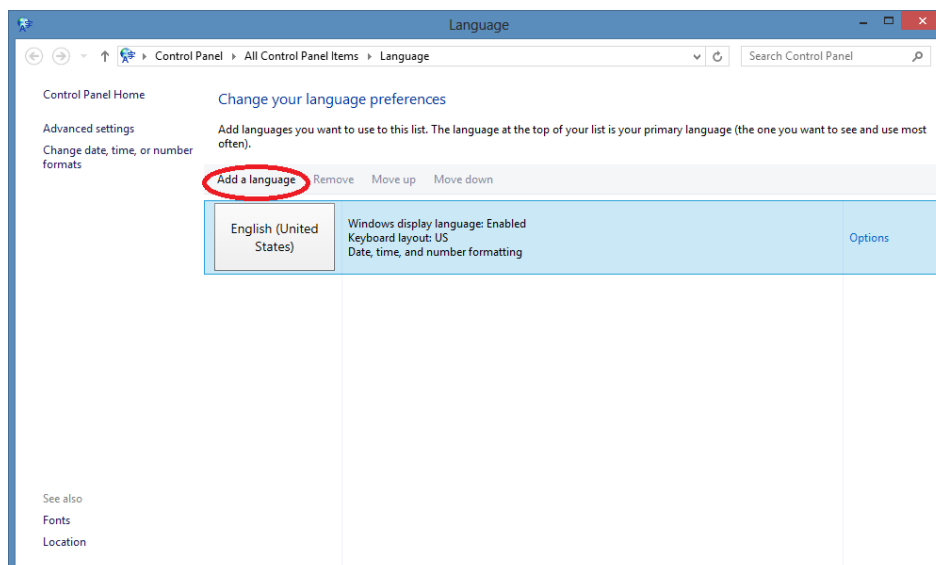 Language
Control Panel All Control Panel Items Language
Search Control Panel
Control Panel Home
Advanced settings
Change date, time, or number
formats
Change your language preferences
Add languages you want to use to this list. The language at the top of your list is your primary language (the one you want to see and use most
often).
Add a language Remove Move up Move down
English (United
States)
Windows display language: Enabled
Keyboard layout: US
Date, time, and number formatting
Options
See also
Fonts
Location